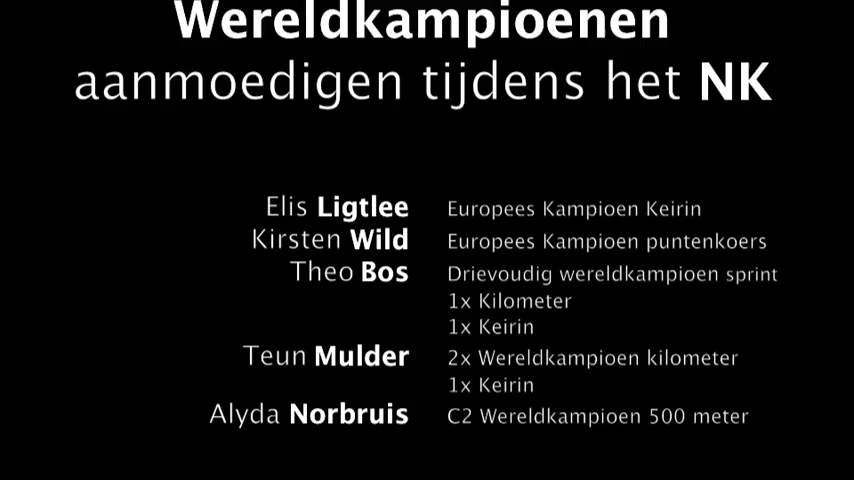 Wereldkampioenen
aanmoedigen tijdens het NK
Elis Ligtlee Europees Kampioen Keirin
Kirsten Wild Europees Kampioen puntenkoers
Theo Bos Drievoudig wereldkampioen sprint
1x Kilometer
1x Keirin
Teun Mulder 2x Wereldkampioen kilometer
1x Keirin
Alyda Norbruis C2 Wereldkampioen 500 meter